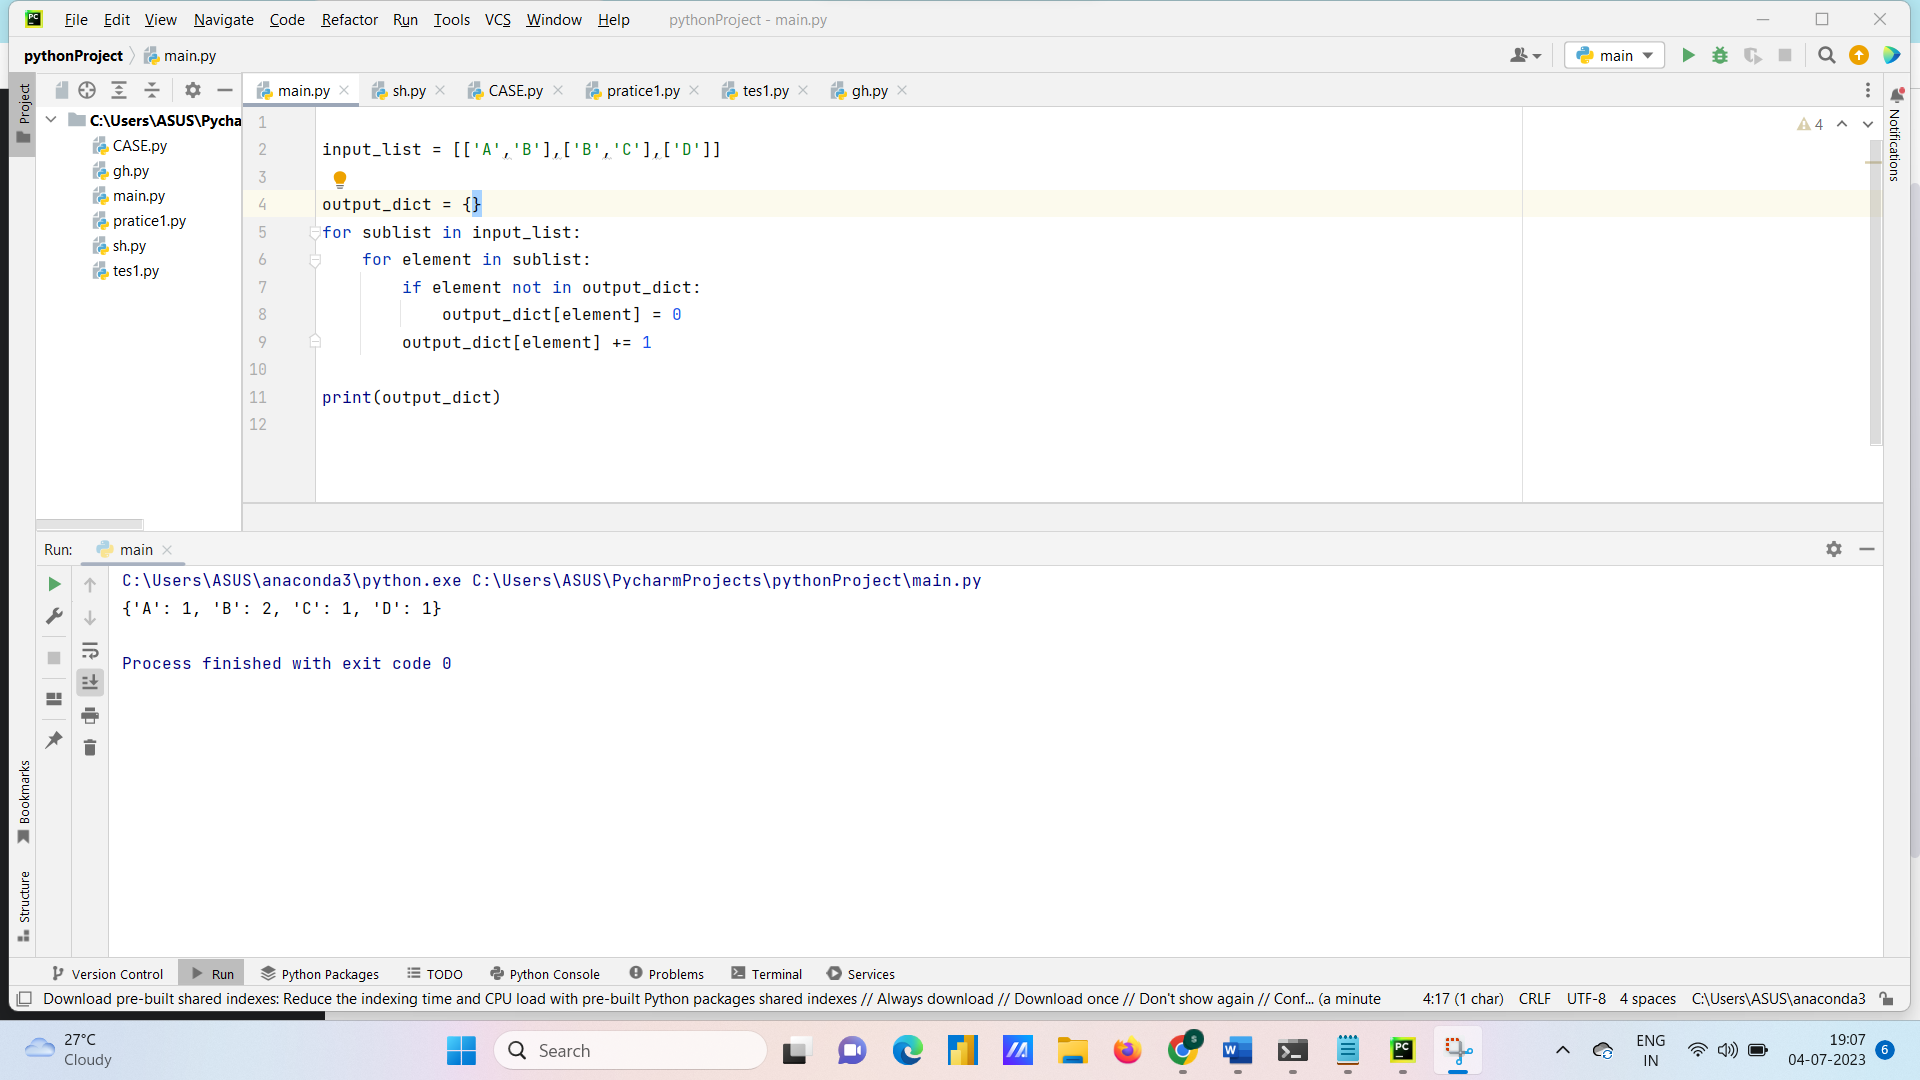 File Edit View Navigate Code Refactor Run Tools VCS Window Help pythonProject - main.py
pythonProject main.py main
main.py sh.py CASE.py pratice1.py tes1.py gh.py
Project
Notifications
C:\Users\ASUS\Pycha
CASE.py
gh.py
main.py
pratice1.py
sh.py
tes1.py
4
1
2 input_list = [['A','B'],['B','C'],['D']]
3
4 output_dict = {}
5 for sublist in input_list:
6 for element in sublist:
7 if element not in output_dict:
8 output_dict[element] = 0
9 output_dict[element] += 1
10
11 print(output_dict)
12
Run: main
C:\Users\ASUS\anaconda3\python.exe C:\Users\ASUS\PycharmProjects\pythonProject\main.py
{'A': 1, 'B': 2, 'C': 1, 'D': 1}
Process finished with exit code 0
Bookmarks
Structure
Version Control Run Python Packages TODO Python Console Problems Terminal Services
Download pre-built shared indexes: Reduce the indexing time and CPU load with pre-built Python packages shared indexes // Always download // Download once // Don't show again // Conf... (a minute 4:17 (1 char) CRLF UTF-8 4 spaces C:\Users\ASUS\anaconda3
27°C
Cloudy
Search
ENG
IN
19:07
04-07-2023
6